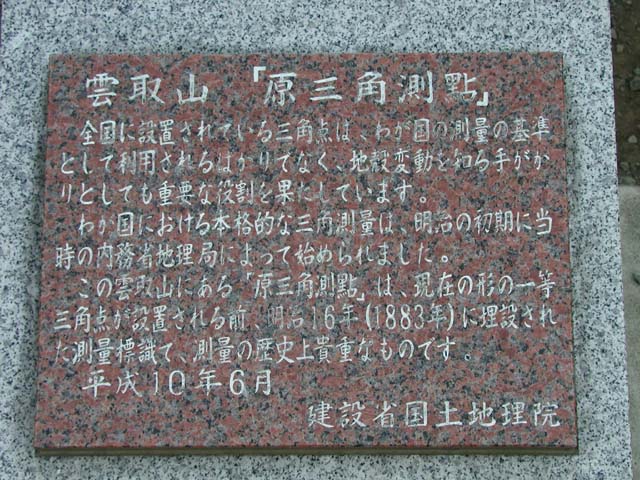 雲取山 「原三角測點」
全国に設置されている三角点は、わが国の測量の基準
として利用されるばかりでなく、地殻変動を知る手がか
りとしても重要な役割を果たしています。
わが国における本格的な三角測量は、明治の初期に当
時の内務省地理局によって始められました。
この雲取山にある「原三角測點」は、現在の形の一等
三角点が設置される前、明治16年(1883年)に埋設され
た測量標識で、測量の歴史上貴重なものです。
平成10年6月
建設省国土地理院